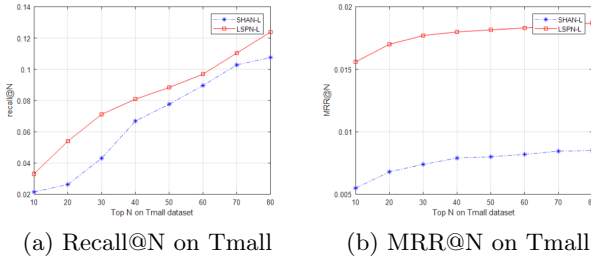 0.14
0.12
0.1
0.08
0.06
0.04
0.02
recall@N
SHAN-L
LSPN-L
10 20 30 40 50 60 70 80
Top N on Tmall dataset
(a) Recall@N on Tmall
0.02
0.015
0.01
0.005
MRR@N
SHAN-L
LSPN-L
10 20 30 40 50 60 70 80
Top N on Tmall dataset
(b) MRR@N on Tmall